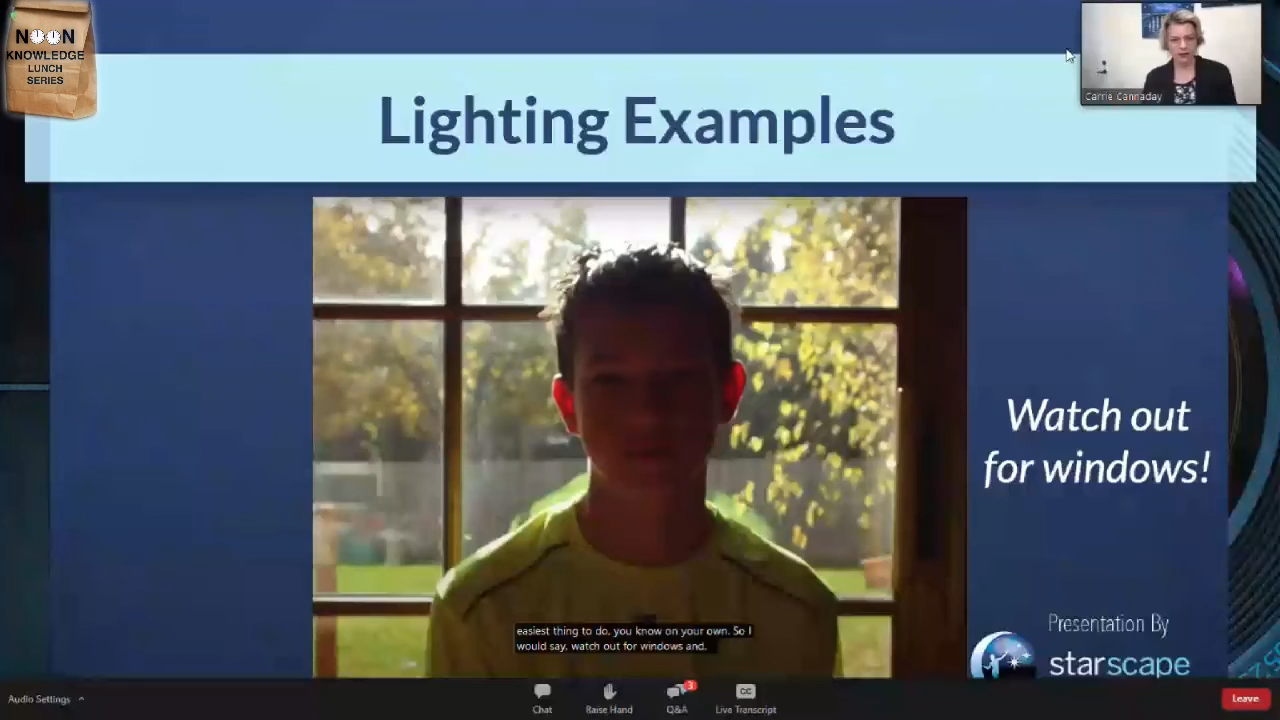 NOON
KNOWLEDGE
LUNCH
SERIES
Carrie Cannaday
Lighting Examples
Watch out
for windows!
easiest thing to do, you know on your own. So I
would say, watch out for windows and.
Presentation By
starscape
Audio Settings
Chat
Raise Hand
3
Q&A
CC
Live Transcript
Leave